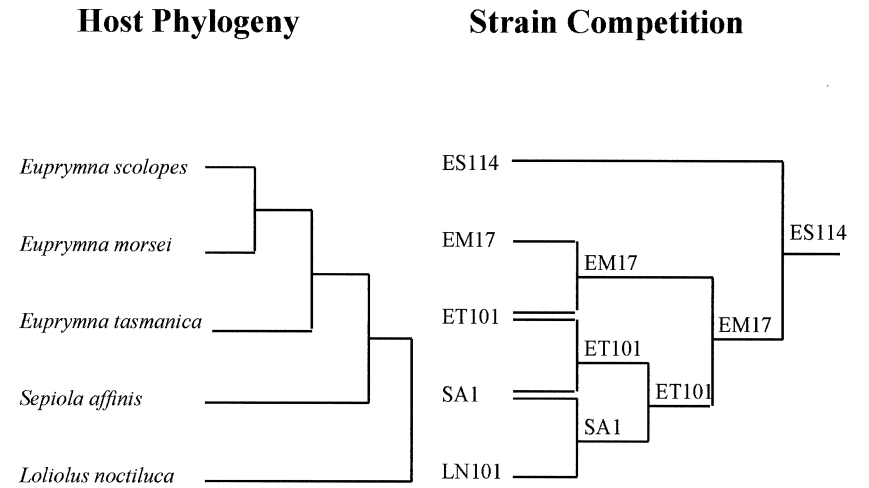 Host Phylogeny
Strain Competition
Euprymna scolopes
Euprymna morsei
Euprymna tasmanica
Sepiola affinis
Loliolus noctiluca
ES114
EM17
ET101
SA1
LN101
EM17
ET101
SA1
ET101
EM17
ES114